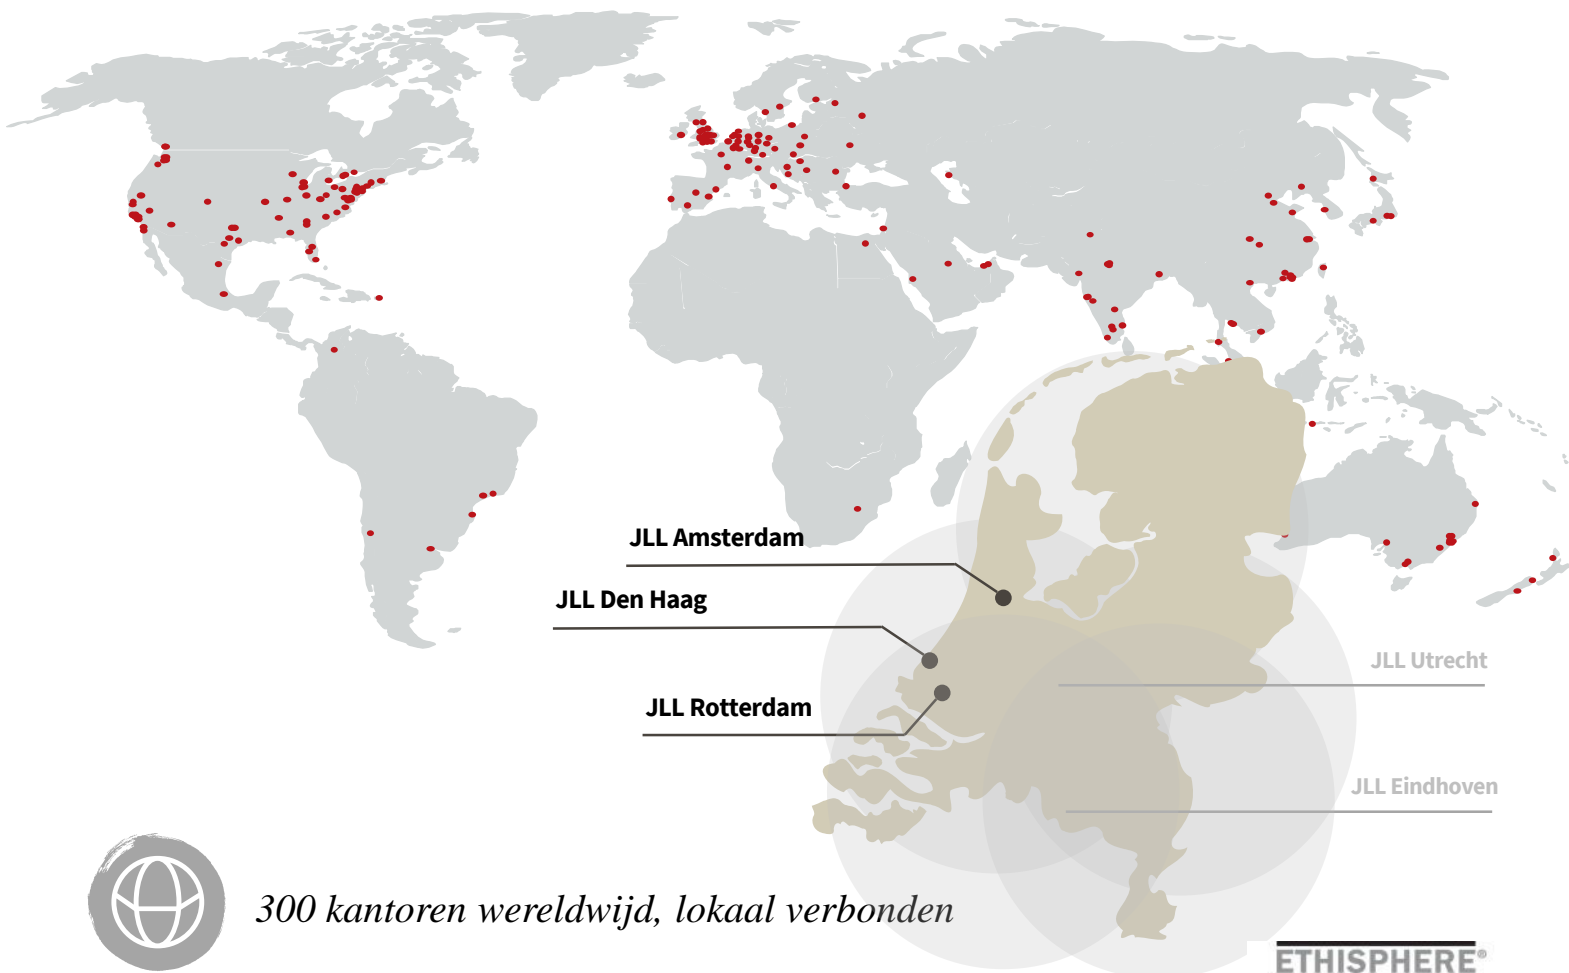 JLL Amsterdam
JLL Den Haag
JLL Utrecht
JLL Rotterdam
JLL Eindhoven
300 kantoren wereldwijd, lokaal verbonden
ETHISPHERE®